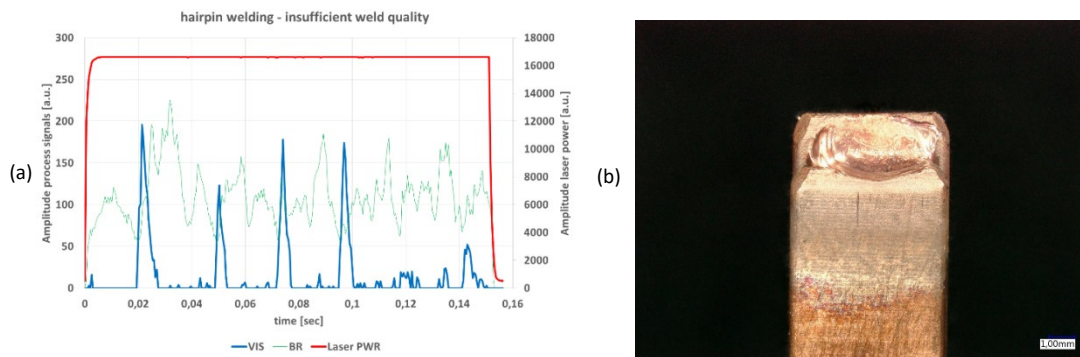 hairpin welding - insufficient weld quality
300
250
200
150
100
50
0
Amplitude process signals [a.u.]
18000
16000
14000
12000
10000
8000
6000
4000
2000
0
Amplitude laser power [a.u.]
0 0,02 0,04 0,06 0,08 0,1 0,12 0,14 0,16
time [sec]
VIS BR Laser PWR
(a)
(b)
1,00mm